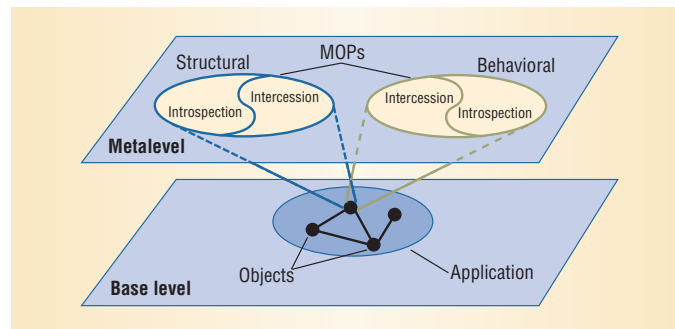 MOPs
Structural
Behavioral
Intercession
Introspection
Intercession
Introspection
Metalevel
Objects
Application
Base level